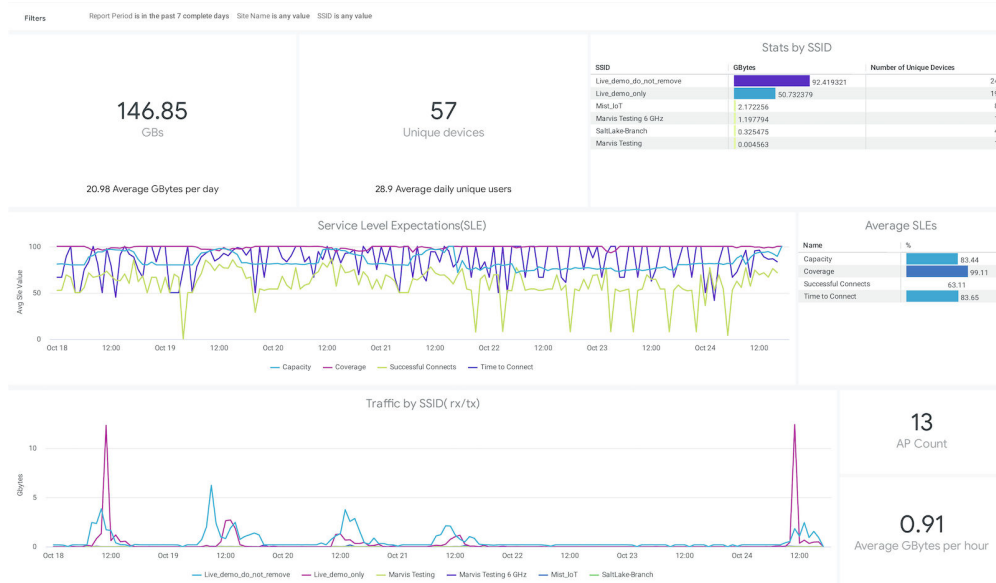 Filters
Report Period is in the past 7 complete days Site Name is any value SSID is any value
146.85
GBs
20.98 Average GBytes per day
57
Unique devices
28.9 Average daily unique users
Stats by SSID
SSID GBytes Number of Unique Devices
Live_demo_do_not_remove 92.419321
Live_demo_only 50.732379
Mist_IoT 2.172256
Marvis Testing 6 GHz 1.197794
SaltLake-Branch 0.325475
Marvis Testing 0.004563
Service Level Expectations(SLE)
Avg Sle Value
100
50
0
Oct 18 12:00 Oct 19 12:00 Oct 20 12:00 Oct 21 12:00 Oct 22 12:00 Oct 23 12:00 Oct 24 12:00
Capacity Coverage Successful Connects Time to Connect
Average SLEs
Name %
Capacity 83.44
Coverage 99.11
Successful Connects 63.11
Time to Connect 83.65
Traffic by SSID( rx/tx)
Gbytes
10
5
0
Oct 18 12:00 Oct 19 12:00 Oct 20 12:00 Oct 21 12:00 Oct 22 12:00 Oct 23 12:00 Oct 24 12:00
Live_demo_do_not_remove Live_demo_only Marvis Testing Marvis Testing 6 GHz Mist_IoT SaltLake-Branch
13
AP Count
0.91
Average GBytes per hour